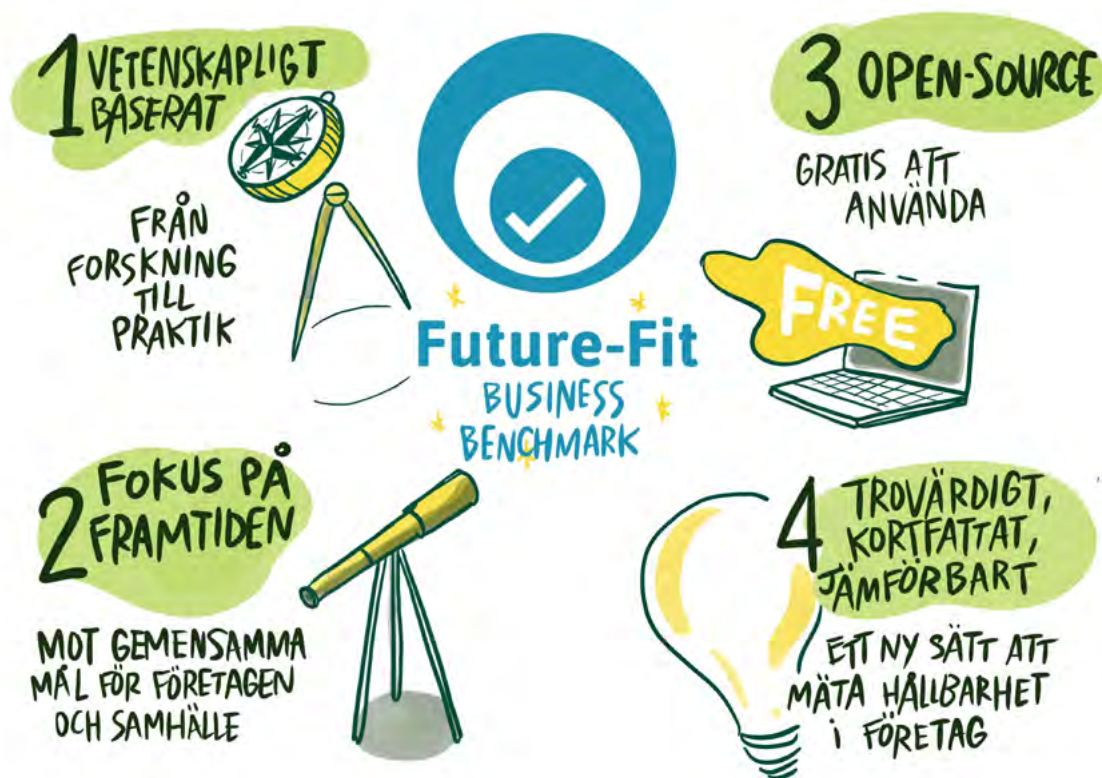 1 VETENSKAPLIGT
BASERAT
FRÅN
FORSKNING
TILL
PRAKTIK
Future-Fit
BUSINESS
BENCHMARK
2 FOKUS PÅ
FRAMTIDEN
MOT GEMENSAMMA
MÅL FÖR FÖRETAGEN
OCH SAMHÄLLE
3 OPEN-SOURCE
GRATIS ATT
ANVÄNDA
FREE
4 TROVÄRDIGT,
KORTFATTAT,
JÄMFÖRBART
ETT NY SÄTT ATT
MÄTA HÅLLBARHET
i FÖRETAG